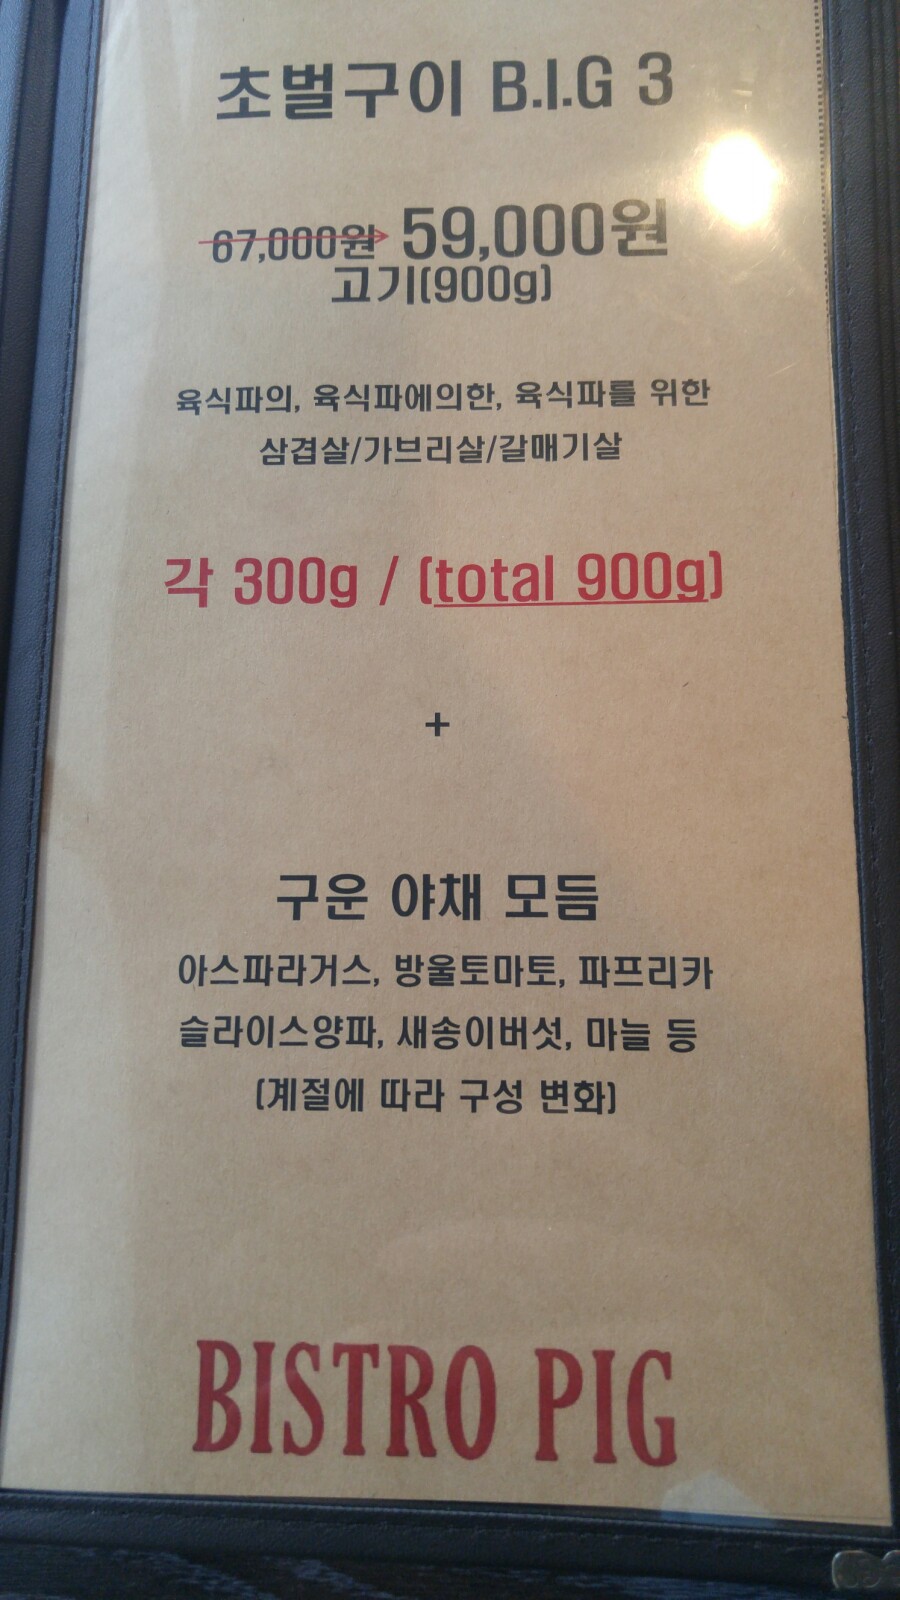 초벌구이 B.I.G 3
67,000원 59,000원
고기(900g)
육식파의, 육식파에의한, 육식파를 위한
삼겹살/가브리살/갈매기살
각 300g / (total 900g)
+
구운 야채 모듬
아스파라거스, 방울토마토, 파프리카
슬라이스양파, 새송이버섯, 마늘 등
(계절에 따라 구성 변화)
BISTRO PIG